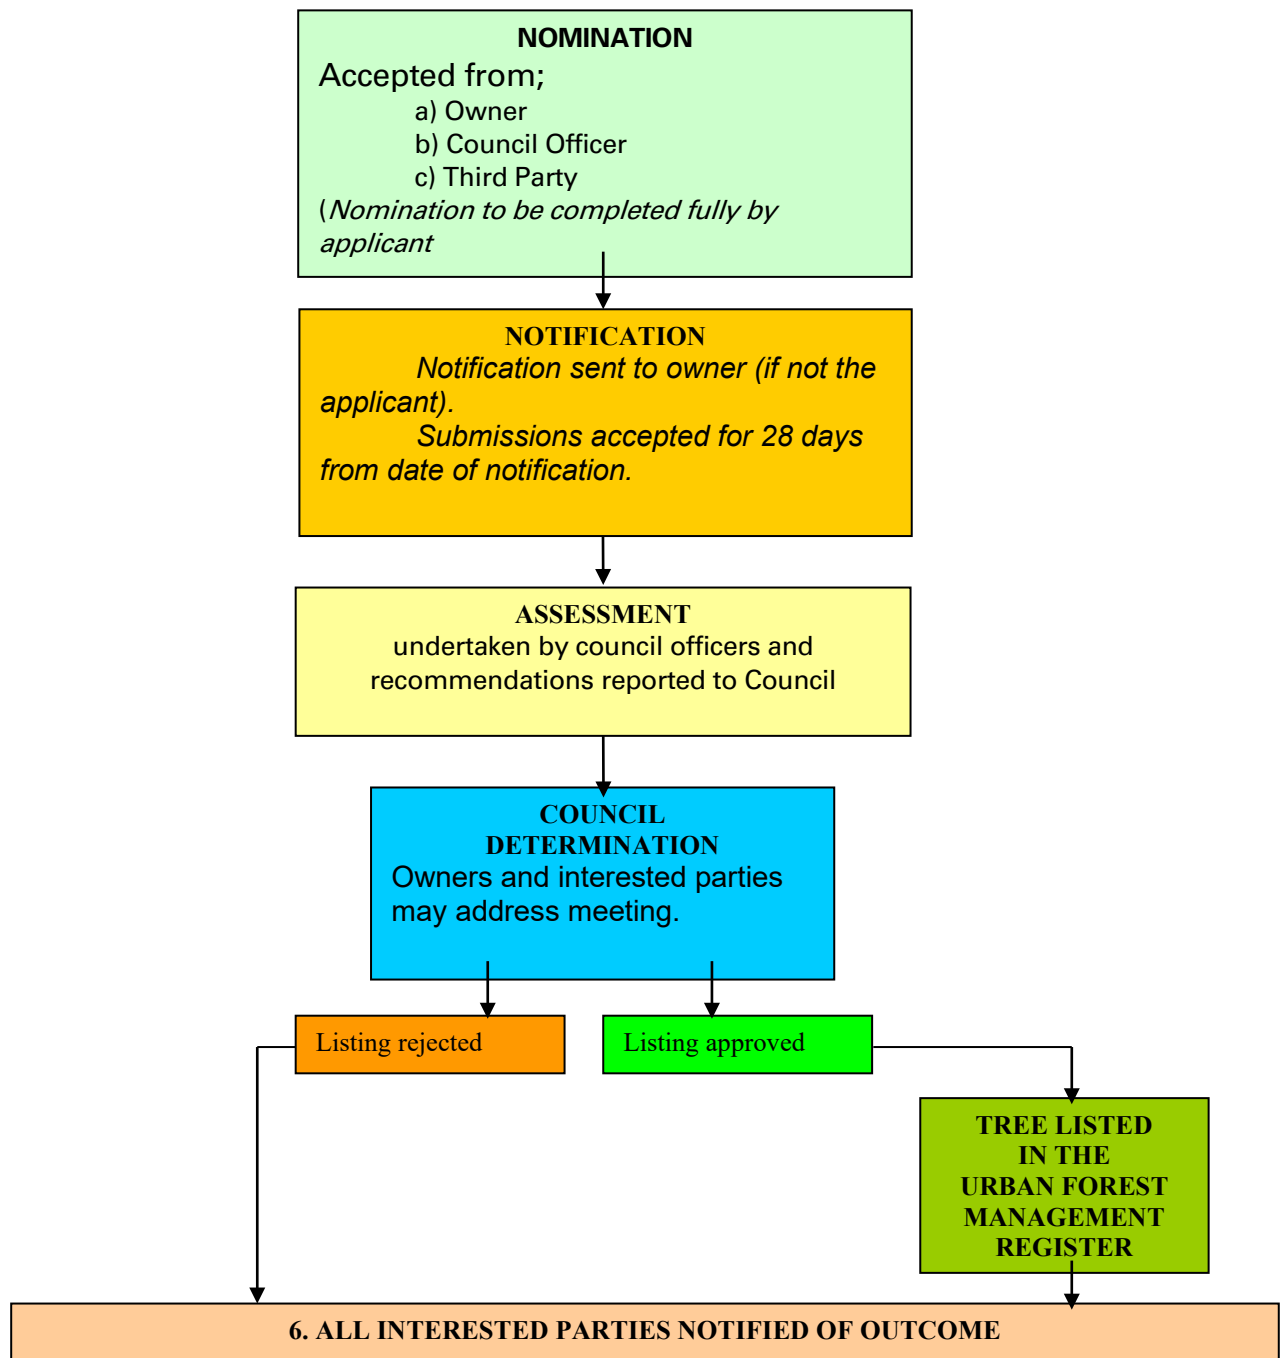 NOMINATION
Accepted from;
a) Owner
b) Council Officer
c) Third Party
(Nomination to be completed fully by
applicant
NOTIFICATION
Notification sent to owner (if not the
applicant).
Submissions accepted for 28 days
from date of notification.
ASSESSMENT
undertaken by council officers and
recommendations reported to Council
COUNCIL
DETERMINATION
Owners and interested parties
may address meeting.
Listing rejected
Listing approved
TREE LISTED
IN THE
URBAN FOREST
MANAGEMENT
REGISTER
6. ALL INTERESTED PARTIES NOTIFIED OF OUTCOME